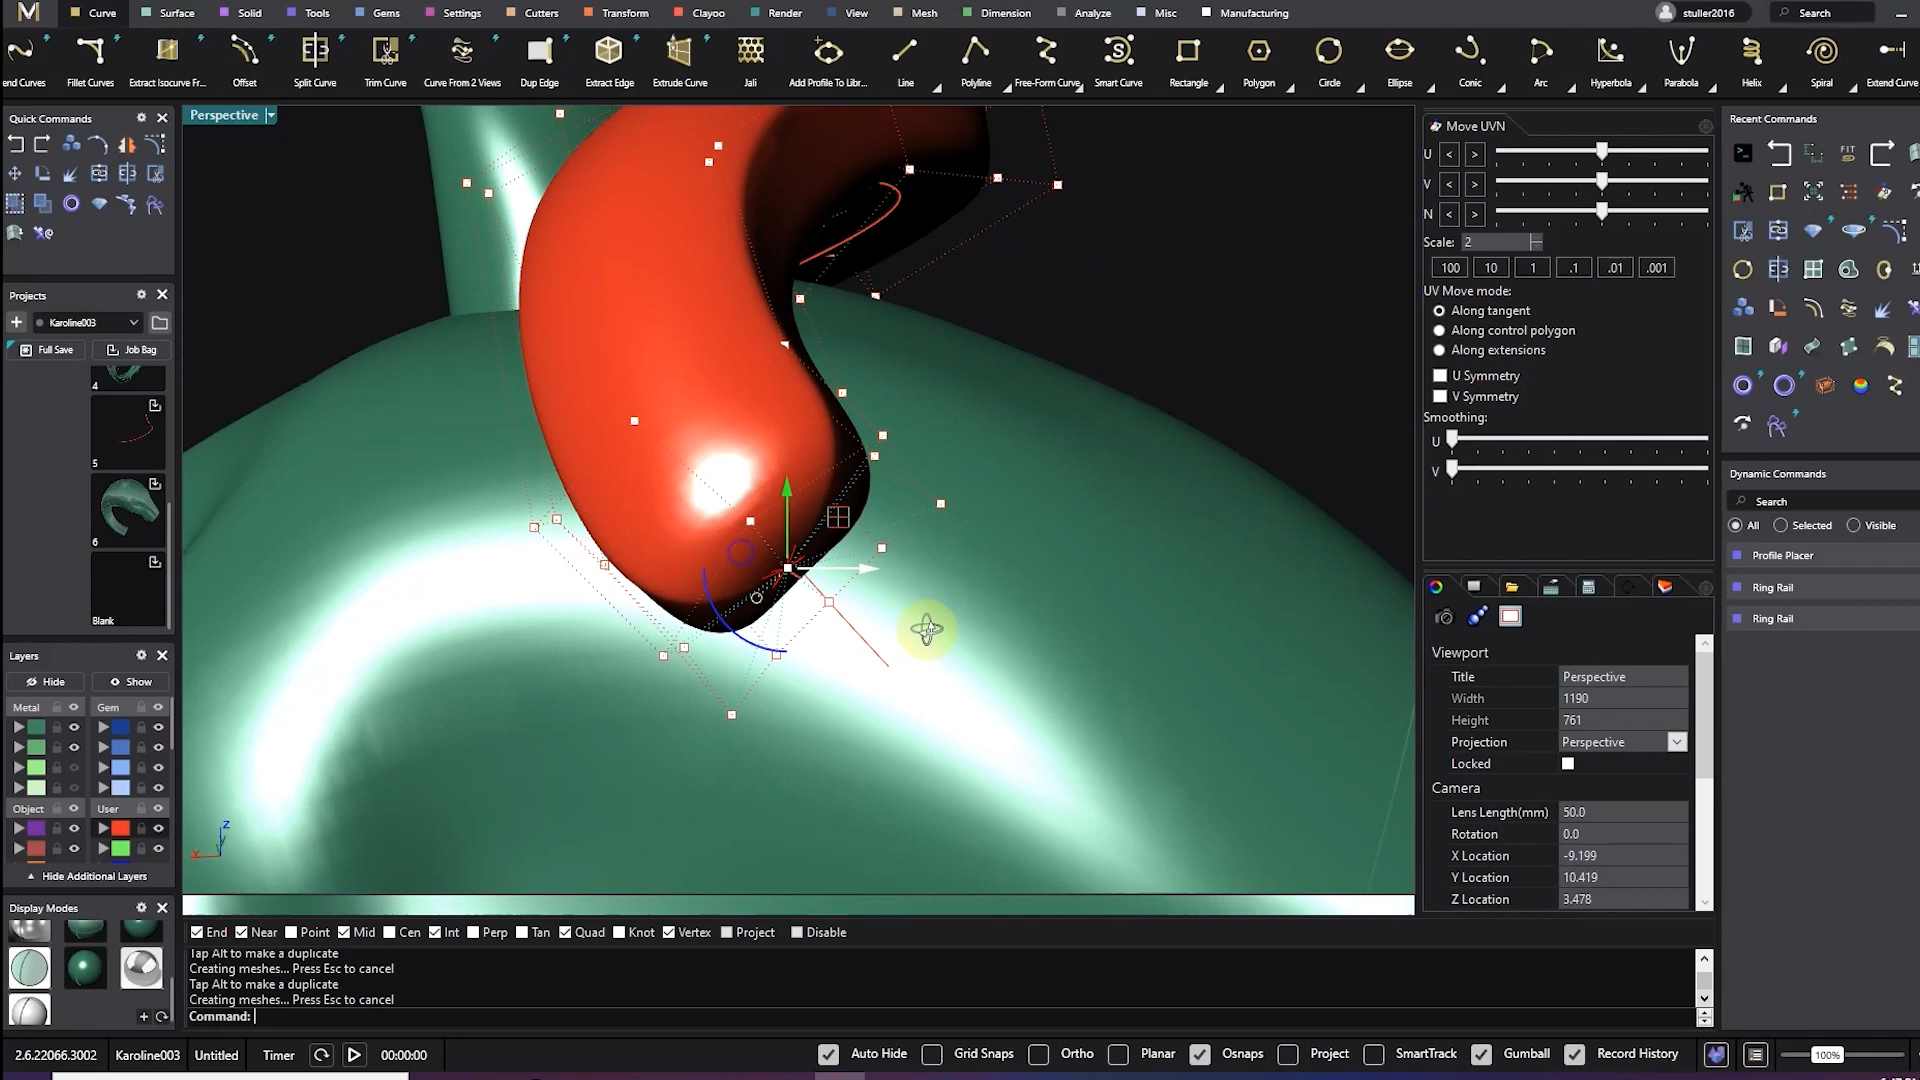 M Curve Surface Solid Tools Gems Settings Cutters Transform Clayoo Render View Mesh Dimension Analyze Misc Manufacturing stuller2016 Search
end Curves Fillet Curves Extract Isocurve Fr... Offset Split Curve Trim Curve Curve From 2 Views Dup Edge Extract Edge Extrude Curve Jali Add Profile To Libr... Line Polyline Free-Form Curve Smart Curve Rectangle Polygon Circle Ellipse Conic Arc Hyperbola Parabola Helix Spiral Extend Curve
Quick Commands
Projects
Karoline003
Full Save Job Bag
4
5
6
Blank
Layers
Hide Show
Metal Gem
Object User
Hide Additional Layers
Display Modes
Perspective
z
x
Move UVN
U < >
V < >
N < >
Scale: 2
100 10 1 .1 .01 .001
UV Move mode:
Along tangent
Along control polygon
Along extensions
U Symmetry
V Symmetry
Smoothing:
U
V
Viewport
Title Perspective
Width 1190
Height 761
Projection Perspective
Locked
Camera
Lens Length(mm) 50.0
Rotation 0.0
X Location -9.199
Y Location 10.419
Z Location 3.478
Recent Commands
FIT
Dynamic Commands
Search
All Selected Visible
Profile Placer
Ring Rail
Ring Rail
End Near Point Mid Cen Int Perp Tan Quad Knot Vertex Project Disable
Tap Alt to make a duplicate
Creating meshes... Press Esc to cancel
Tap Alt to make a duplicate
Creating meshes... Press Esc to cancel
Command:
2.6.22066.3002 Karoline003 Untitled Timer 00:00:00 Auto Hide Grid Snaps Ortho Planar Osnaps Project SmartTrack Gumball Record History 100%